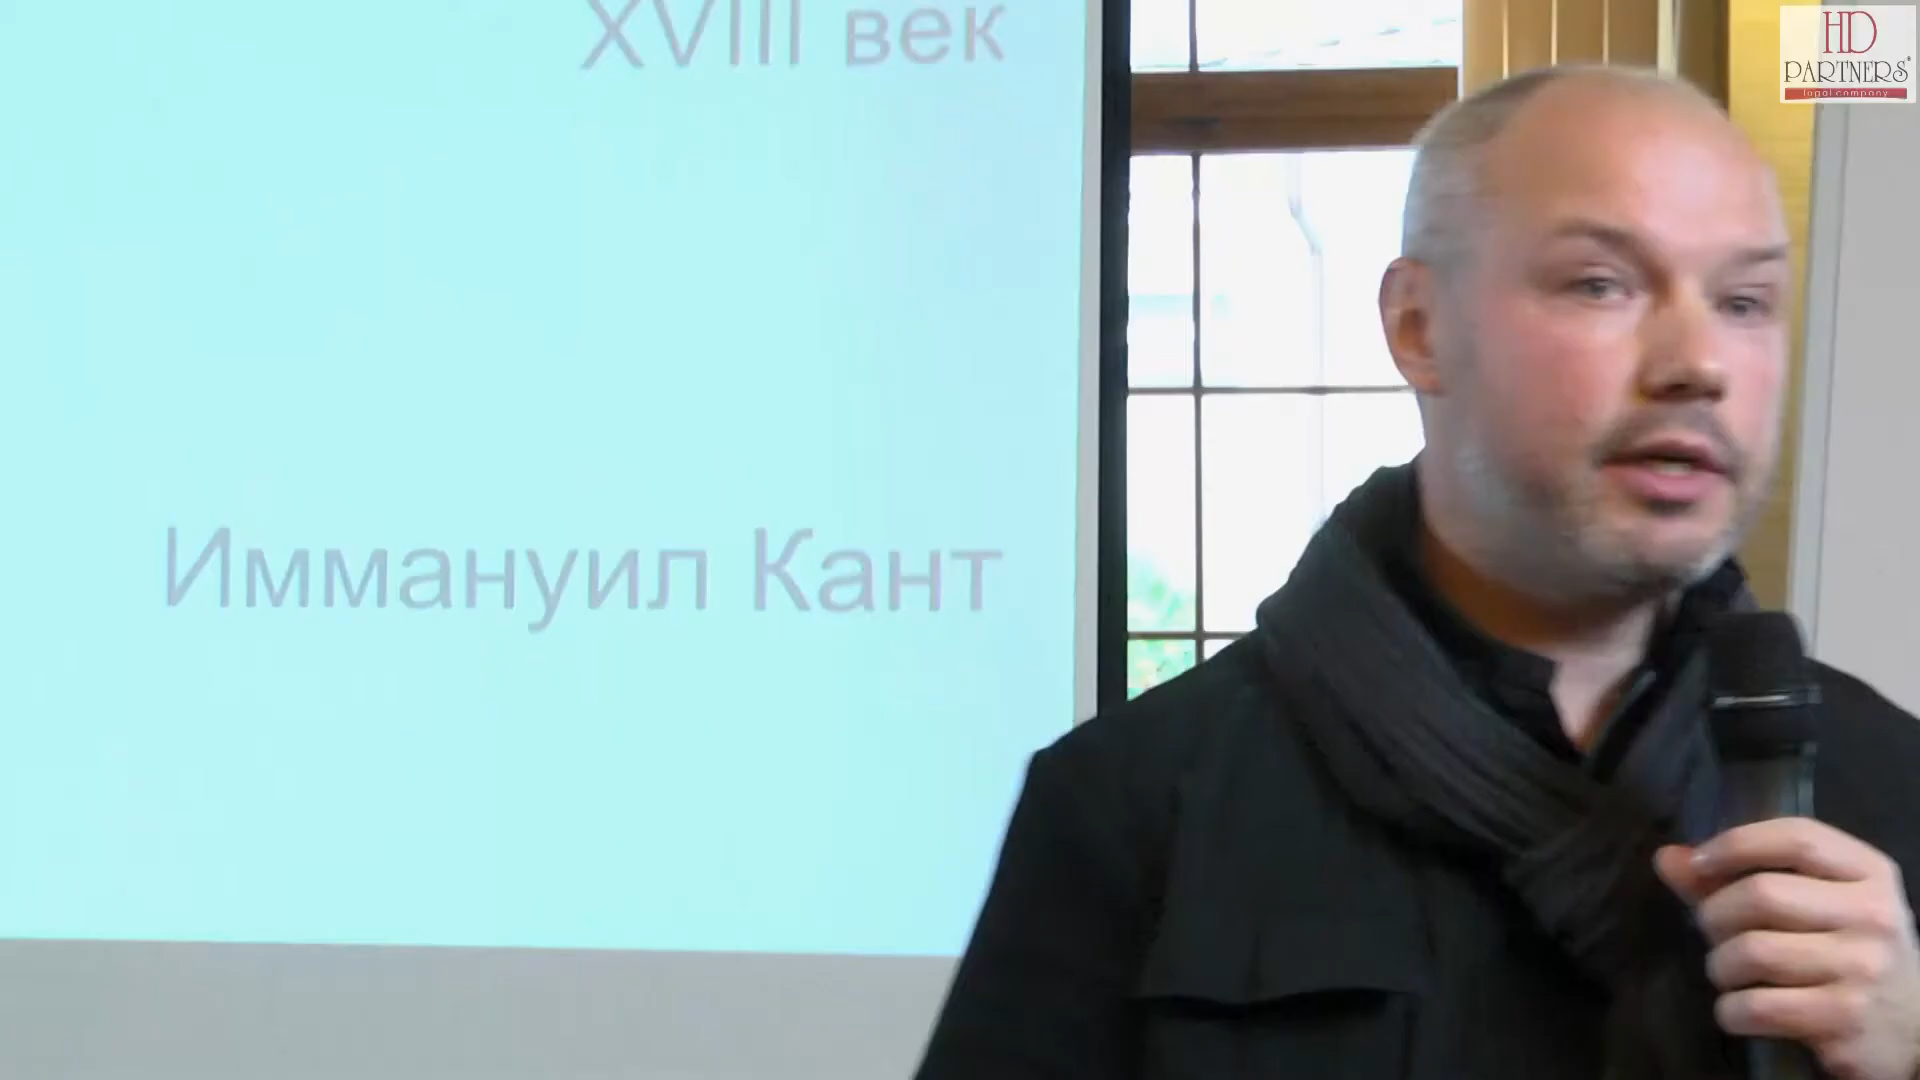 XVIII век
HD
PARTNERS®
legal company
Иммануил Кант